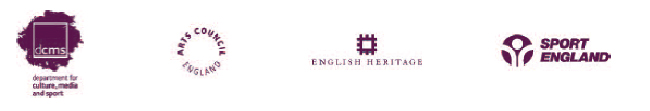 dcms
department for
culture, media
and sport
ARTS COUNCIL
ENGLAND
ENGLISH HERITAGE
SPORT
ENGLAND